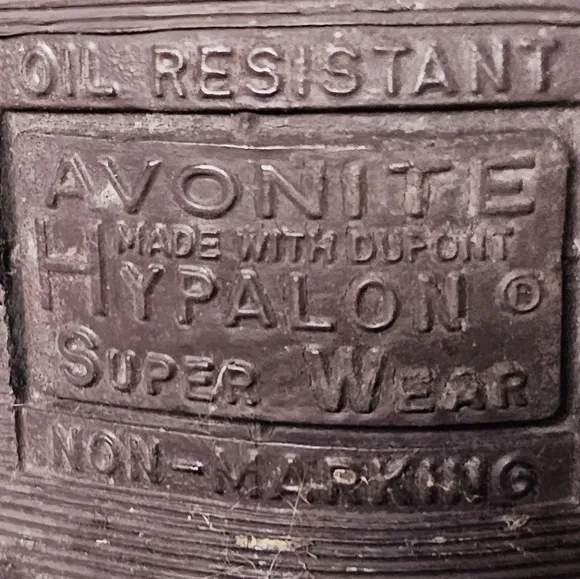 OIL RESISTANT
AVONITE
MADE WITH DUPONT
HYPALON ®
SUPER WEAR
NON-MARKING